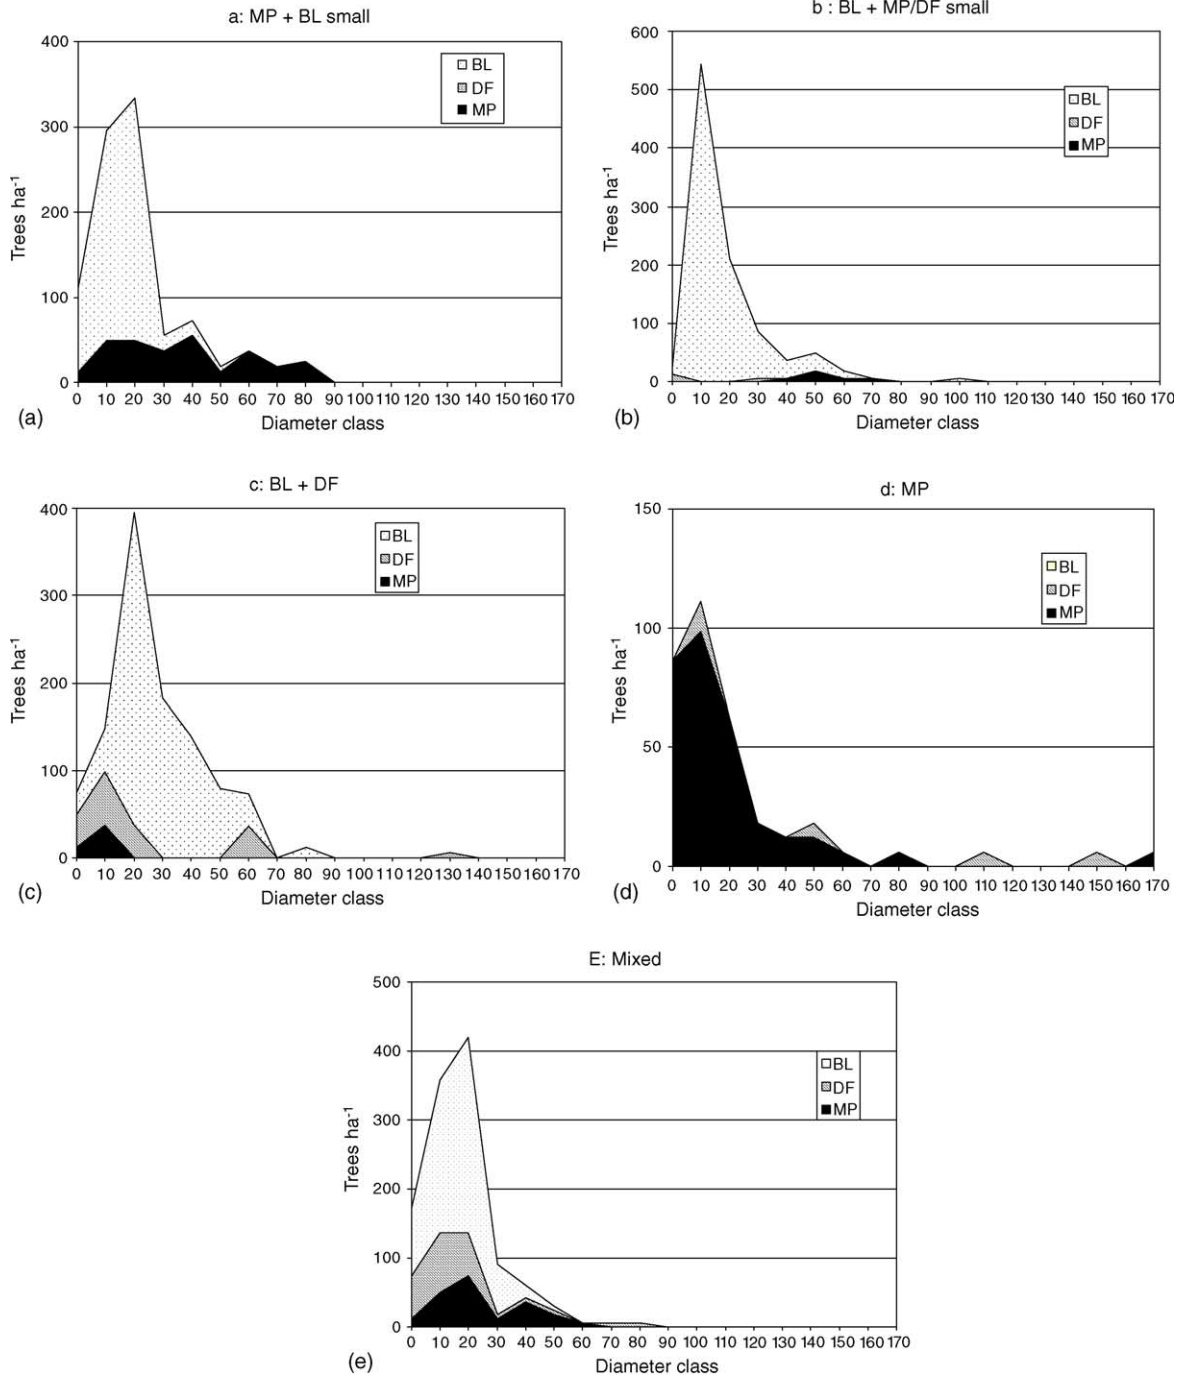 a: MP + BL small
400
300
200
100
0
Trees ha-1
BL
DF
MP
0 10 20 30 40 50 60 70 80 90 100 110 120 130 140 150 160 170
Diameter class
(a)
b : BL + MP/DF small
600
500
400
300
200
100
0
Trees ha-1
BL
DF
MP
0 10 20 30 40 50 60 70 80 90 100 110 120 130 140 150 160 170
Diameter class
(b)
c: BL + DF
400
300
200
100
0
Trees ha-1
BL
DF
MP
0 10 20 30 40 50 60 70 80 90 100 110 120 130 140 150 160 170
Diameter class
(c)
d: MP
150
100
50
0
Trees ha-1
BL
DF
MP
0 10 20 30 40 50 60 70 80 90 100 110 120 130 140 150 160 170
Diameter class
(d)
E: Mixed
500
400
300
200
100
0
Trees ha-1
BL
DF
MP
0 10 20 30 40 50 60 70 80 90 100 110 120 130 140 150 160 170
Diameter class
(e)